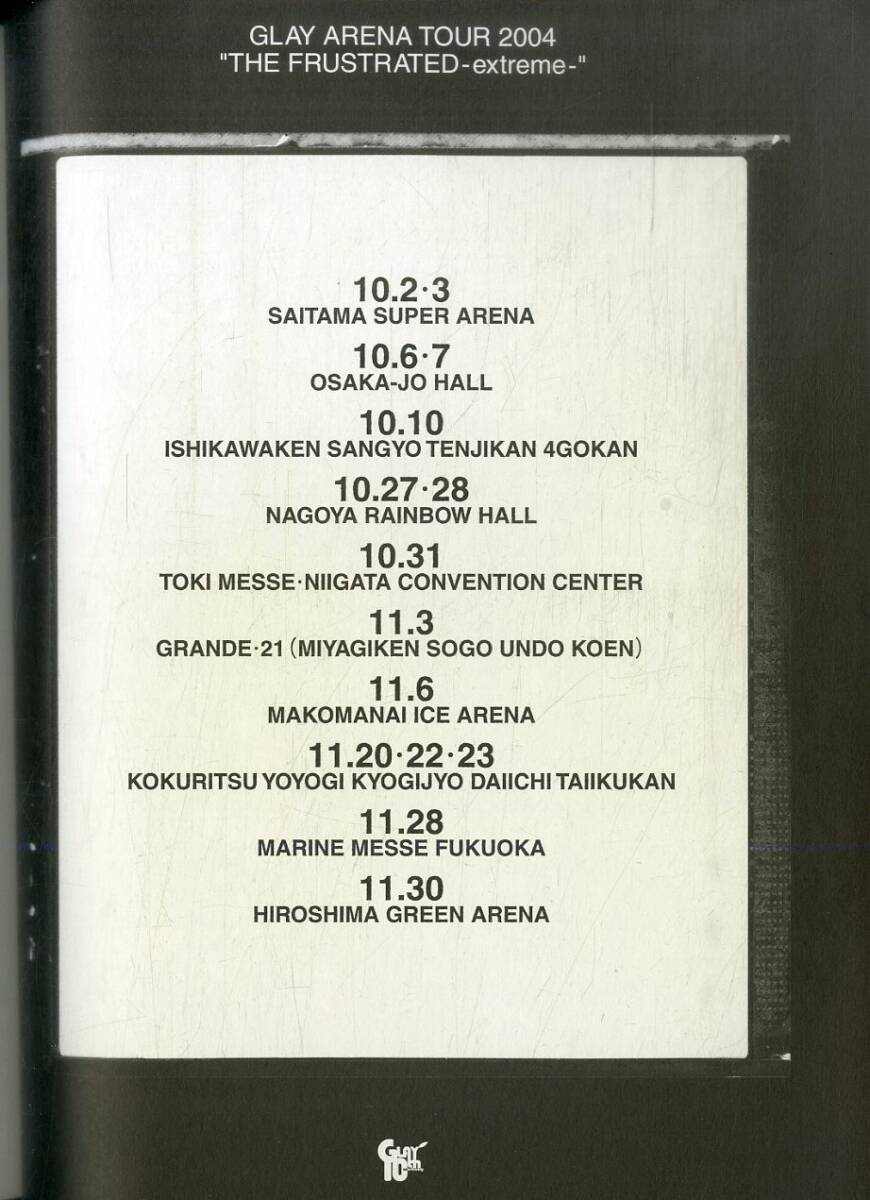 GLAY ARENA TOUR 2004
"THE FRUSTRATED-extreme-"
10.2·3
SAITAMA SUPER ARENA
10.6·7
OSAKA-JO HALL
10.10
ISHIKAWAKEN SANGYO TENJIKAN 4GOKAN
10.27·28
NAGOYA RAINBOW HALL
10.31
TOKI MESSE·NIIGATA CONVENTION CENTER
11.3
GRANDE·21（MIYAGIKEN SOGO UNDO KOEN）
11.6
MAKOMANAI ICE ARENA
11.20·22·23
KOKURITSU YOYOGI KYOGIJYO DAIICHI TAIIKUKAN
11.28
MARINE MESSE FUKUOKA
11.30
HIROSHIMA GREEN ARENA
GLAY
10th